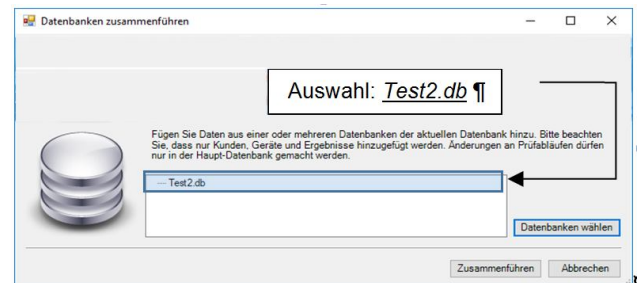 Datenbanken zusammenführen
Auswahl: Test2.db ¶
Fügen Sie Daten aus einer oder mehreren Datenbanken der aktuellen Datenbank hinzu. Bitte beachten
Sie, dass nur Kunden, Geräte und Ergebnisse hinzugefügt werden. Änderungen an Prüfabläufen dürfen
nur in der Haupt-Datenbank gemacht werden.
Test2.db
Datenbanken wählen
Zusammenführen Abbrechen